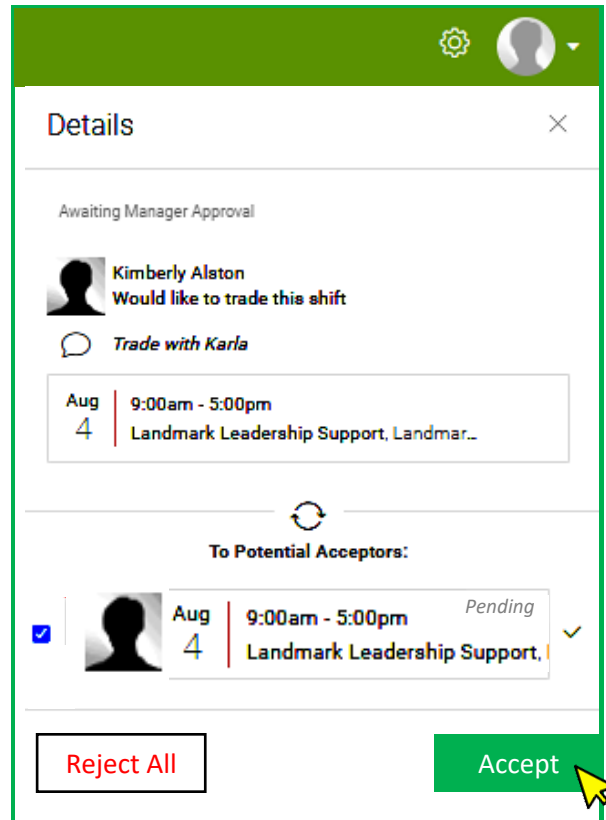 Details
Awaiting Manager Approval
Kimberly Alston
Would like to trade this shift
Trade with Karla
Aug
4
9:00am - 5:00pm
Landmark Leadership Support, Landmar...
To Potential Acceptors:
Aug
4
9:00am - 5:00pm
Pending
Landmark Leadership Support,
Reject All
Accept